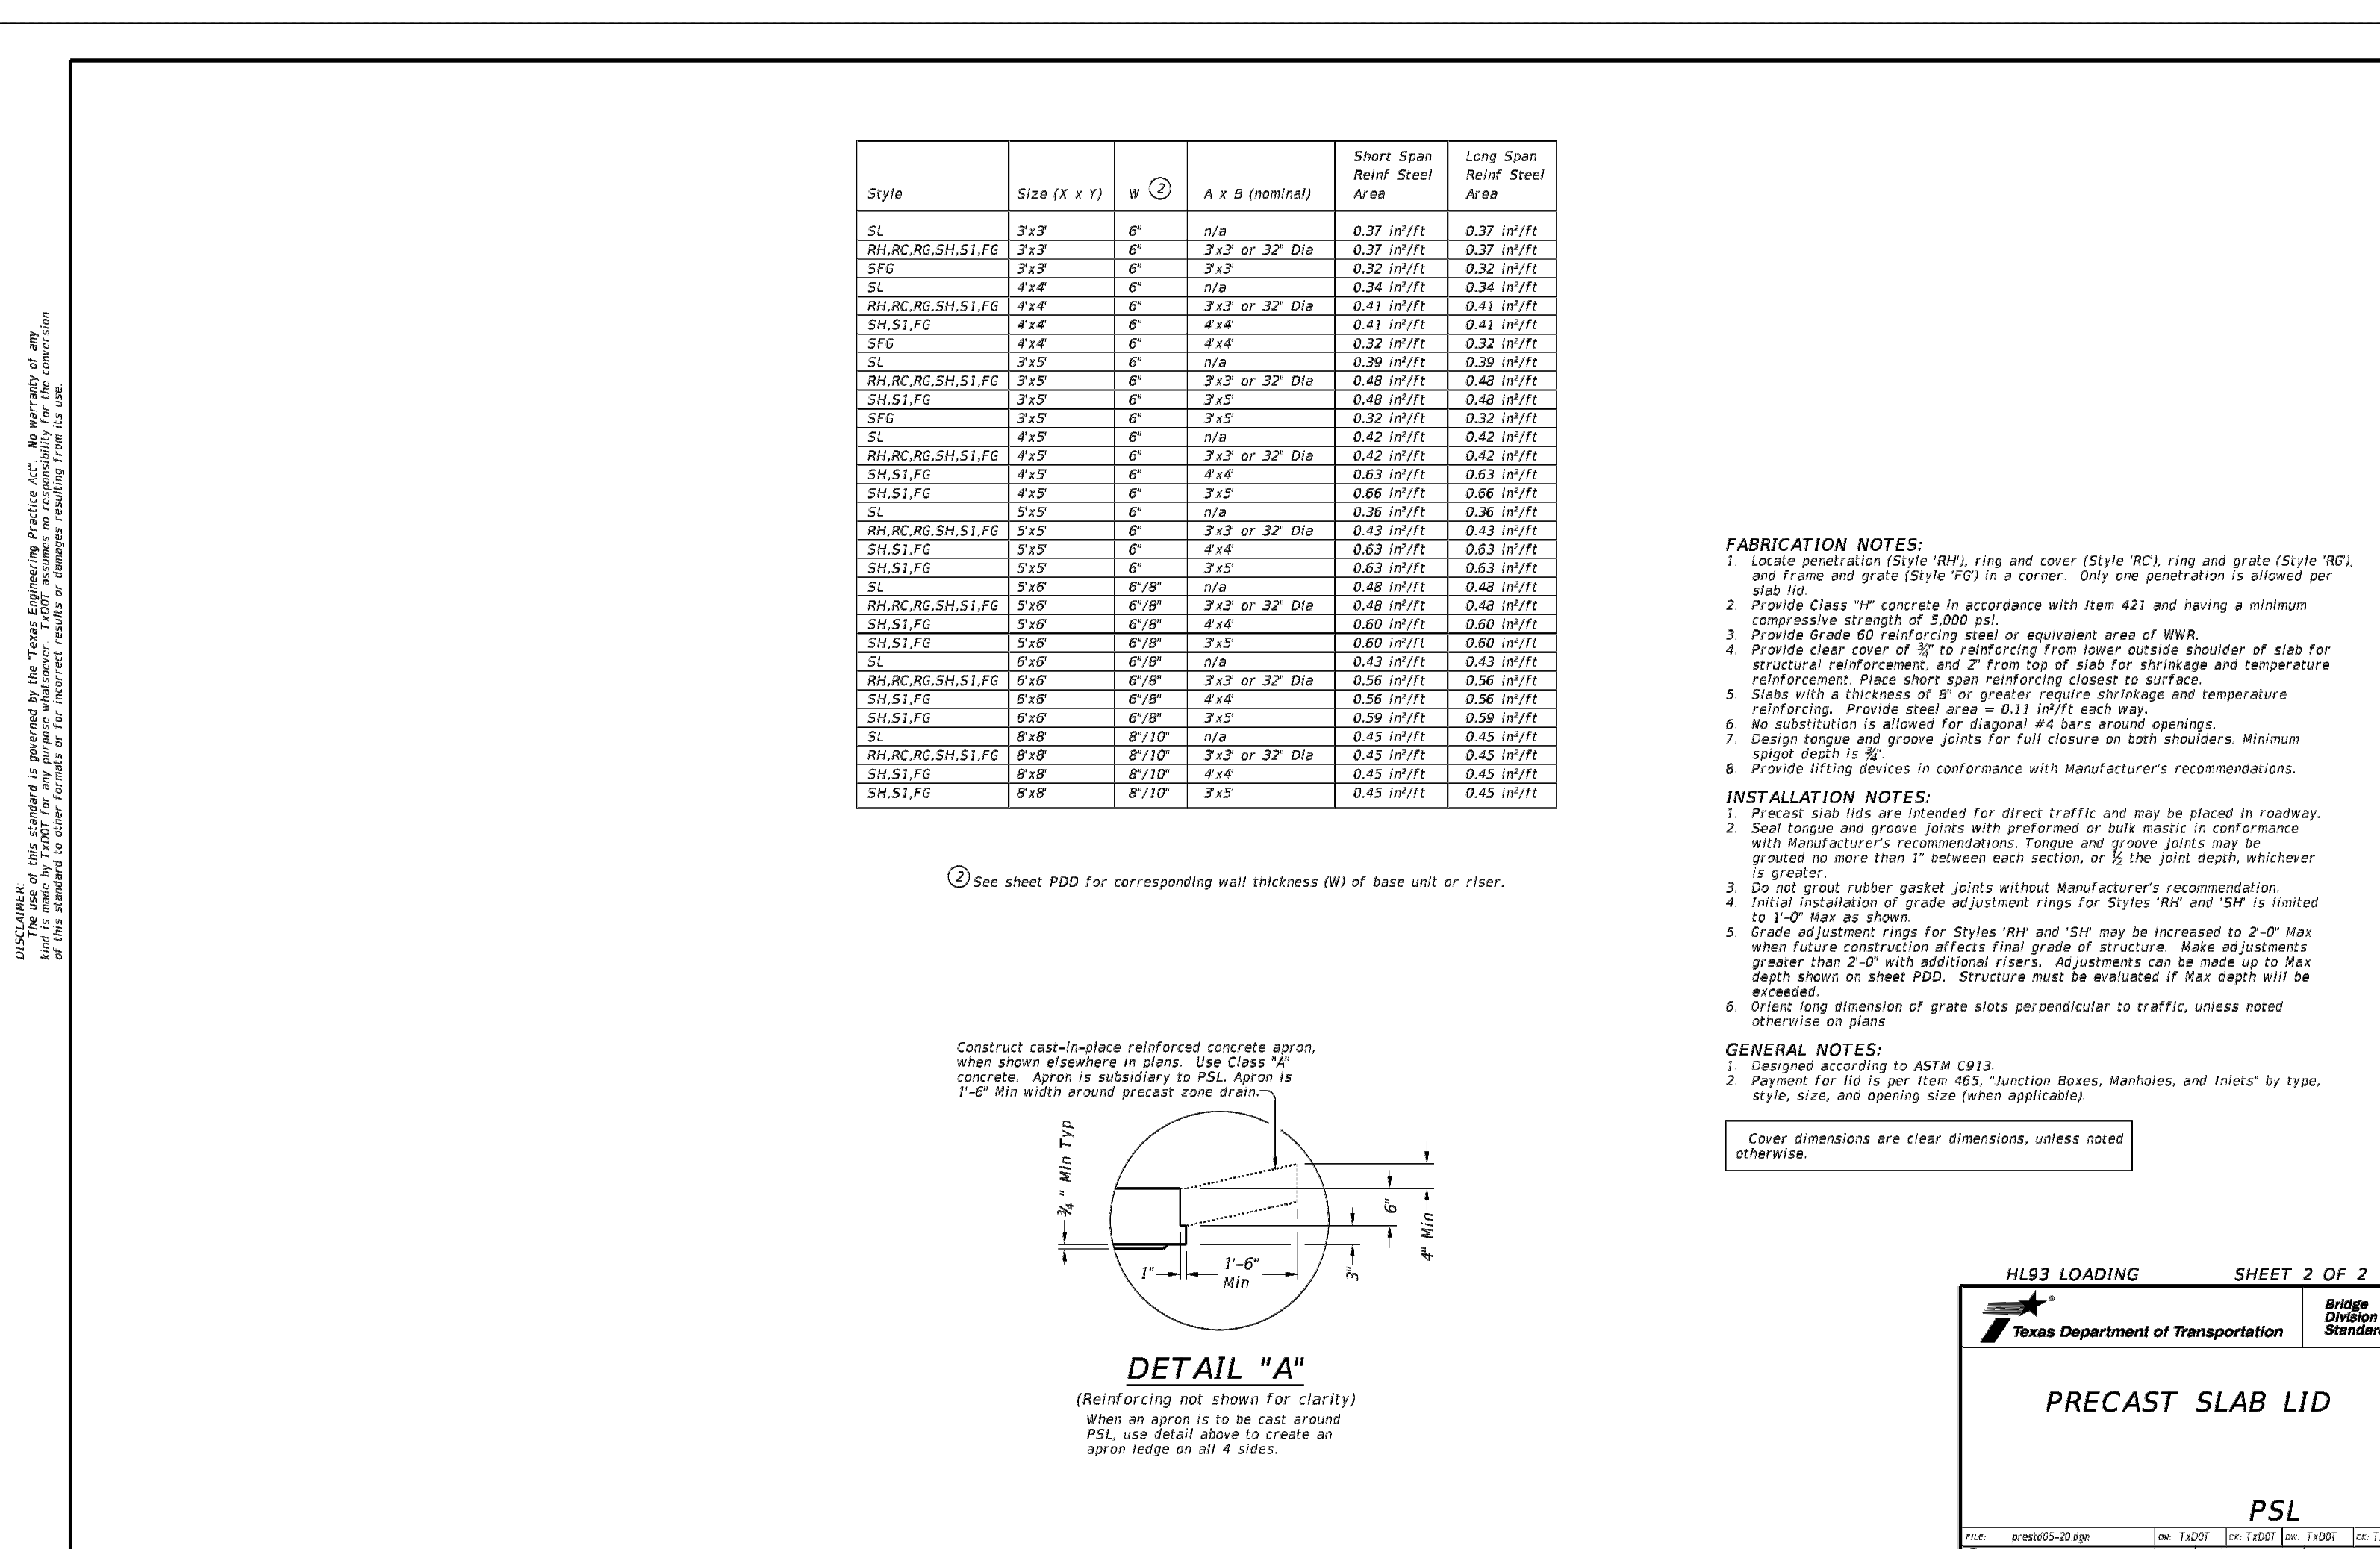 DISCLAIMER:
The use of this standard is governed by the "Texas Engineering Practice Act". No warranty of any
kind is made by TxDOT for any purpose whatsoever. TxDOT assumes no responsibility for the conversion
of this standard to other formats or for incorrect results or damages resulting from its use.
Style Size (X x Y) W ② A x B (nominal) Short Span Reinf Steel Area Long Span Reinf Steel Area
SL 3'x3' 6" n/a 0.37 in²/ft 0.37 in²/ft
RH,RC,RG,SH,S1,FG 3'x3' 6" 3'x3' or 32" Dia 0.37 in²/ft 0.37 in²/ft
SFG 3'x3' 6" 3'x3' 0.32 in²/ft 0.32 in²/ft
SL 4'x4' 6" n/a 0.34 in²/ft 0.34 in²/ft
RH,RC,RG,SH,S1,FG 4'x4' 6" 3'x3' or 32" Dia 0.41 in²/ft 0.41 in²/ft
SH,S1,FG 4'x4' 6" 4'x4' 0.41 in²/ft 0.41 in²/ft
SFG 4'x4' 6" 4'x4' 0.32 in²/ft 0.32 in²/ft
SL 3'x5' 6" n/a 0.39 in²/ft 0.39 in²/ft
RH,RC,RG,SH,S1,FG 3'x5' 6" 3'x3' or 32" Dia 0.48 in²/ft 0.48 in²/ft
SH,S1,FG 3'x5' 6" 3'x5' 0.48 in²/ft 0.48 in²/ft
SFG 3'x5' 6" 3'x5' 0.32 in²/ft 0.32 in²/ft
SL 4'x5' 6" n/a 0.42 in²/ft 0.42 in²/ft
RH,RC,RG,SH,S1,FG 4'x5' 6" 3'x3' or 32" Dia 0.42 in²/ft 0.42 in²/ft
SH,S1,FG 4'x5' 6" 4'x4' 0.63 in²/ft 0.63 in²/ft
SH,S1,FG 4'x5' 6" 3'x5' 0.66 in²/ft 0.66 in²/ft
SL 5'x5' 6" n/a 0.36 in²/ft 0.36 in²/ft
RH,RC,RG,SH,S1,FG 5'x5' 6" 3'x3' or 32" Dia 0.43 in²/ft 0.43 in²/ft
SH,S1,FG 5'x5' 6" 4'x4' 0.63 in²/ft 0.63 in²/ft
SH,S1,FG 5'x5' 6" 3'x5' 0.63 in²/ft 0.63 in²/ft
SL 5'x6' 6"/8" n/a 0.48 in²/ft 0.48 in²/ft
RH,RC,RG,SH,S1,FG 5'x6' 6"/8" 3'x3' or 32" Dia 0.48 in²/ft 0.48 in²/ft
SH,S1,FG 5'x6' 6"/8" 4'x4' 0.60 in²/ft 0.60 in²/ft
SH,S1,FG 5'x6' 6"/8" 3'x5' 0.60 in²/ft 0.60 in²/ft
SL 6'x6' 6"/8" n/a 0.43 in²/ft 0.43 in²/ft
RH,RC,RG,SH,S1,FG 6'x6' 6"/8" 3'x3' or 32" Dia 0.56 in²/ft 0.56 in²/ft
SH,S1,FG 6'x6' 6"/8" 4'x4' 0.56 in²/ft 0.56 in²/ft
SH,S1,FG 6'x6' 6"/8" 3'x5' 0.59 in²/ft 0.59 in²/ft
SL 8'x8' 8"/10" n/a 0.45 in²/ft 0.45 in²/ft
RH,RC,RG,SH,S1,FG 8'x8' 8"/10" 3'x3' or 32" Dia 0.45 in²/ft 0.45 in²/ft
SH,S1,FG 8'x8' 8"/10" 4'x4' 0.45 in²/ft 0.45 in²/ft
SH,S1,FG 8'x8' 8"/10" 3'x5' 0.45 in²/ft 0.45 in²/ft
② See sheet PDD for corresponding wall thickness (W) of base unit or riser.
Construct cast-in-place reinforced concrete apron,
when shown elsewhere in plans. Use Class "A"
concrete. Apron is subsidiary to PSL. Apron is
1'-6" Min width around precast zone drain.
¾" Min Typ
1"
1'-6"
Min
3"
6"
4" Min
DETAIL "A"
(Reinforcing not shown for clarity)
When an apron is to be cast around
PSL, use detail above to create an
apron ledge on all 4 sides.
FABRICATION NOTES:
1. Locate penetration (Style 'RH'), ring and cover (Style 'RC'), ring and grate (Style 'RG'),
and frame and grate (Style 'FG') in a corner. Only one penetration is allowed per
slab lid.
2. Provide Class "H" concrete in accordance with Item 421 and having a minimum
compressive strength of 5,000 psi.
3. Provide Grade 60 reinforcing steel or equivalent area of WWR.
4. Provide clear cover of ¾" to reinforcing from lower outside shoulder of slab for
structural reinforcement, and 2" from top of slab for shrinkage and temperature
reinforcement. Place short span reinforcing closest to surface.
5. Slabs with a thickness of 8" or greater require shrinkage and temperature
reinforcing. Provide steel area = 0.11 in²/ft each way.
6. No substitution is allowed for diagonal #4 bars around openings.
7. Design tongue and groove joints for full closure on both shoulders. Minimum
spigot depth is ¾".
8. Provide lifting devices in conformance with Manufacturer's recommendations.
INSTALLATION NOTES:
1. Precast slab lids are intended for direct traffic and may be placed in roadway.
2. Seal tongue and groove joints with preformed or bulk mastic in conformance
with Manufacturer's recommendations. Tongue and groove joints may be
grouted no more than 1" between each section, or ½ the joint depth, whichever
is greater.
3. Do not grout rubber gasket joints without Manufacturer's recommendation.
4. Initial installation of grade adjustment rings for Styles 'RH' and 'SH' is limited
to 1'-0" Max as shown.
5. Grade adjustment rings for Styles 'RH' and 'SH' may be increased to 2'-0" Max
when future construction affects final grade of structure. Make adjustments
greater than 2'-0" with additional risers. Adjustments can be made up to Max
depth shown on sheet PDD. Structure must be evaluated if Max depth will be
exceeded.
6. Orient long dimension of grate slots perpendicular to traffic, unless noted
otherwise on plans
GENERAL NOTES:
1. Designed according to ASTM C913.
2. Payment for lid is per Item 465, "Junction Boxes, Manholes, and Inlets" by type,
style, size, and opening size (when applicable).
Cover dimensions are clear dimensions, unless noted
otherwise.
HL93 LOADING SHEET 2 OF 2
Texas Department of Transportation
Bridge
Division
PRECAST SLAB LID
PSL
FILE: prestd05-20.dgn DN: TxDOT CK: TxDOT DW: TxDOT CK: